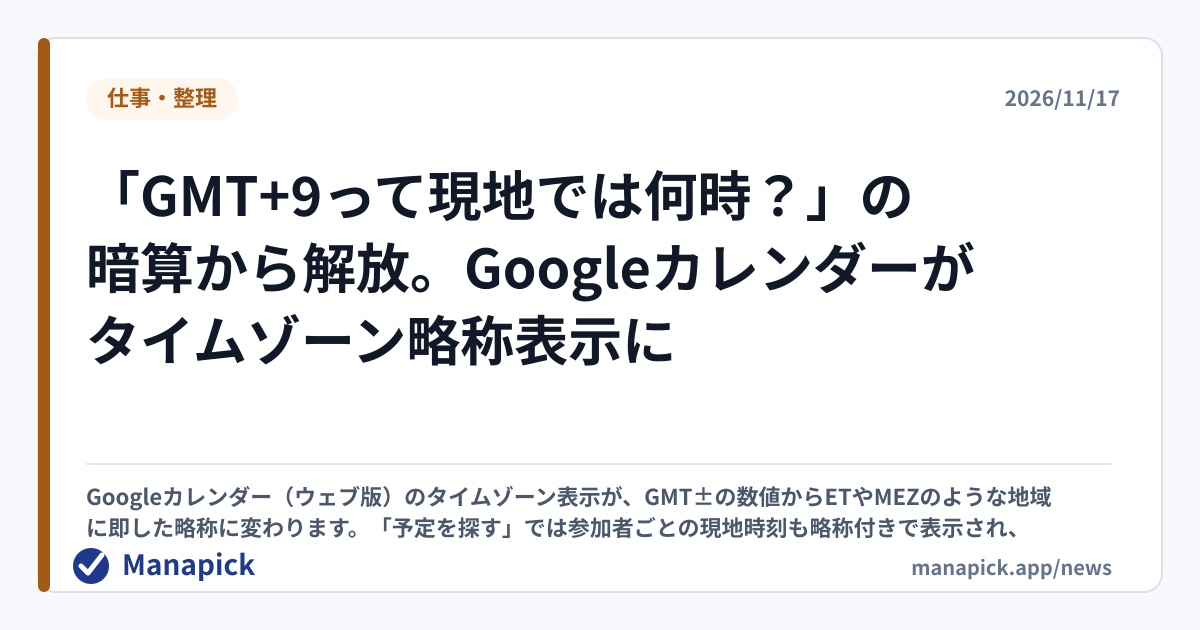 仕事・整理
2026/11/17
「GMT+9って現地では何時？」の
暗算から解放。Googleカレンダーが
タイムゾーン略称表示に
Googleカレンダー（ウェブ版）のタイムゾーン表示が、GMT±の数値からETやMEZのような地域
に即した略称に変わります。「予定を探す」では参加者ごとの現地時刻も略称付きで表示され、
Manapick
manapick.app/news